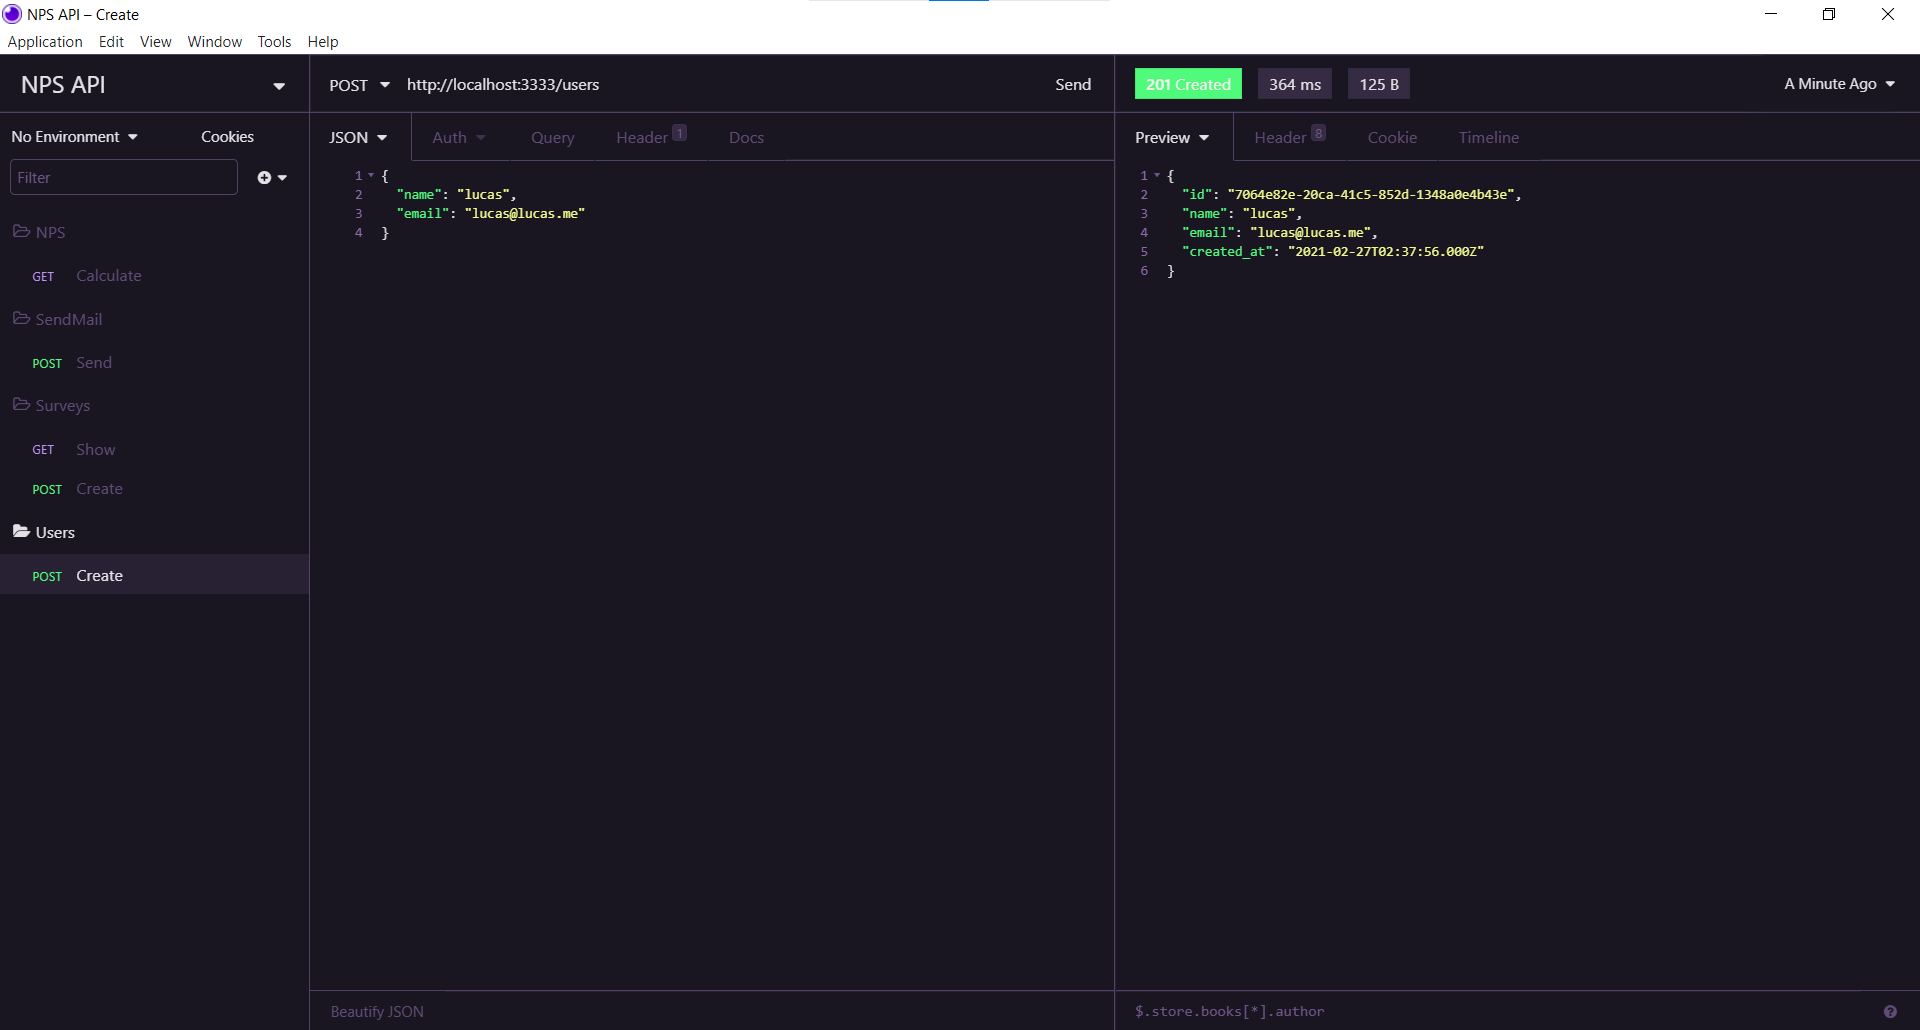 NPS API – Create
Application Edit View Window Tools Help
NPS API
POST http://localhost:3333/users Send
201 Created 364 ms 125 B A Minute Ago
No Environment Cookies
Filter
NPS
GET Calculate
SendMail
POST Send
Surveys
GET Show
POST Create
Users
POST Create
JSON Auth Query Header 1 Docs
1 {
2 "name": "lucas",
3 "email": "lucas@lucas.me"
4 }
Beautify JSON
Preview Header 8 Cookie Timeline
1 {
2 "id": "7064e82e-20ca-41c5-852d-1348a0e4b43e",
3 "name": "lucas",
4 "email": "lucas@lucas.me",
5 "created_at": "2021-02-27T02:37:56.000Z"
6 }
$.store.books[*].author